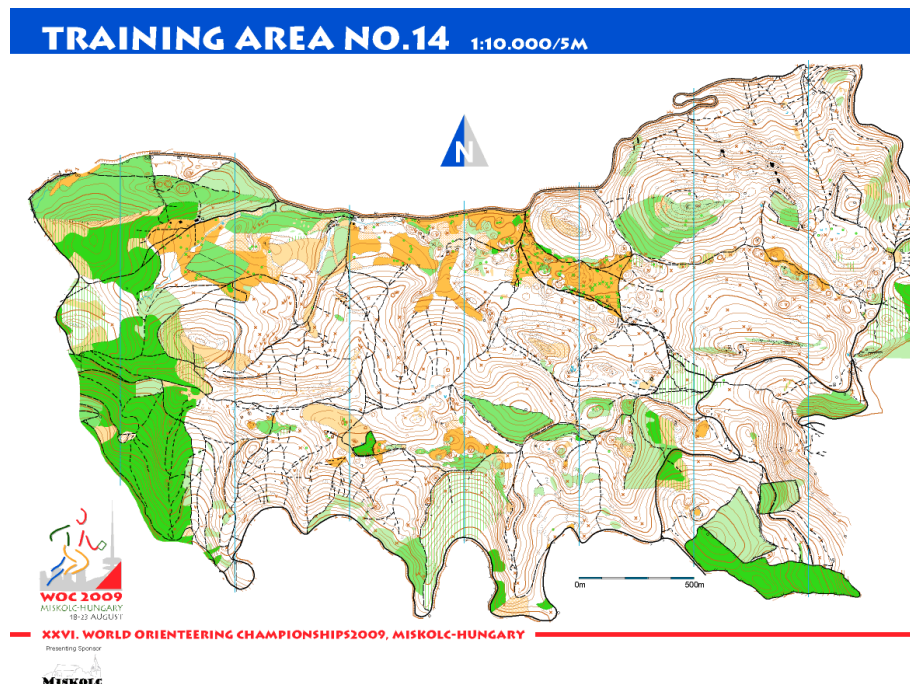 TRAINING AREA NO.14 1:10.000/5M
N
0m 500m
WOC 2009
MISKOLC-HUNGARY
18-23 AUGUST
XXVI. WORLD ORIENTEERING CHAMPIONSHIPS2009, MISKOLC-HUNGARY
Presenting Sponsor
MISKOLC